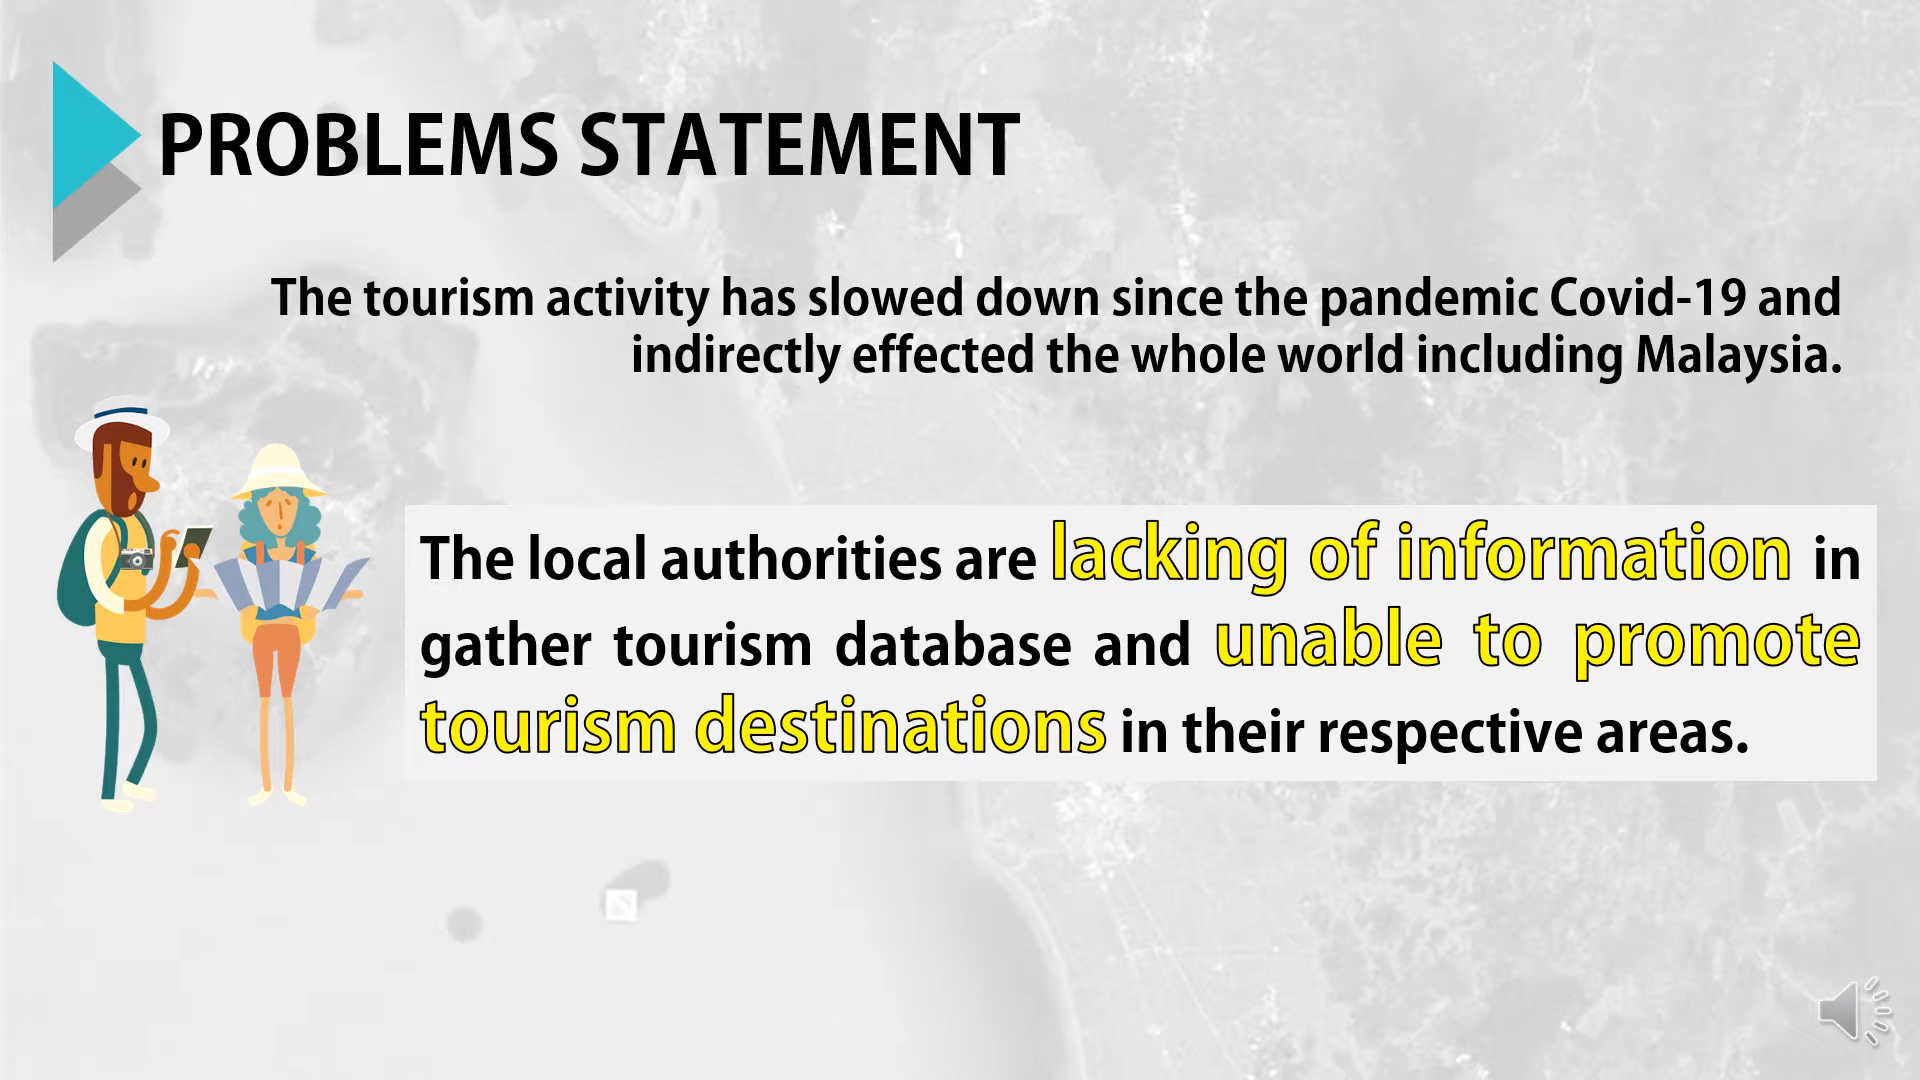 PROBLEMS STATEMENT
The tourism activity has slowed down since the pandemic Covid-19 and
indirectly effected the whole world including Malaysia.
The local authorities are lacking of information in
gather tourism database and unable to promote
tourism destinations in their respective areas.